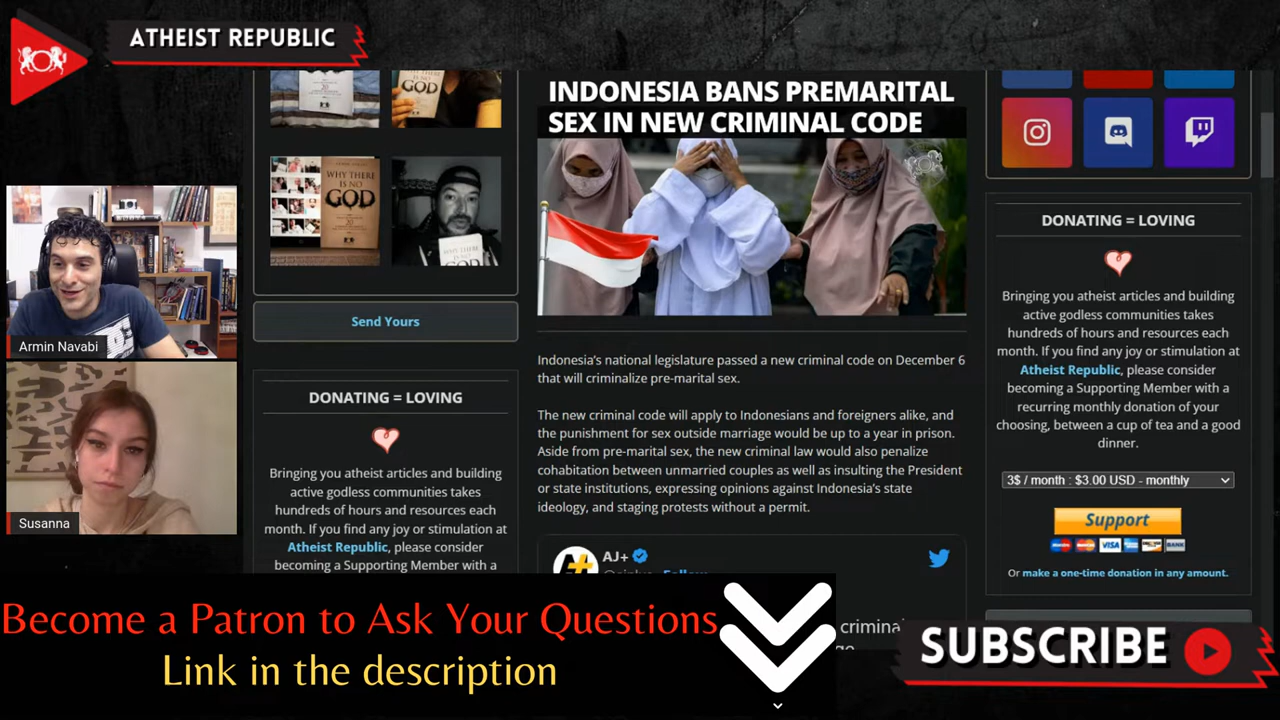 ATHEIST REPUBLIC
Armin Navabi
Susanna
WHY THERE
IS NO
GOD
Send Yours
DONATING = LOVING
Bringing you atheist articles and building
active godless communities takes
hundreds of hours and resources each
month. If you find any joy or stimulation at
Atheist Republic, please consider
becoming a Supporting Member with a
INDONESIA BANS PREMARITAL
SEX IN NEW CRIMINAL CODE
Indonesia's national legislature passed a new criminal code on December 6
that will criminalize pre-marital sex.
The new criminal code will apply to Indonesians and foreigners alike, and
the punishment for sex outside marriage would be up to a year in prison.
Aside from pre-marital sex, the new criminal law would also penalize
cohabitation between unmarried couples as well as insulting the President
or state institutions, expressing opinions against Indonesia's state
ideology, and staging protests without a permit.
AJ+
criminal
DONATING = LOVING
Bringing you atheist articles and building
active godless communities takes
hundreds of hours and resources each
month. If you find any joy or stimulation at
Atheist Republic, please consider
becoming a Supporting Member with a
recurring monthly donation of your
choosing, between a cup of tea and a good
dinner.
3$ / month : $3.00 USD - monthly
Support
VISA
BANK
Or make a one-time donation in any amount.
Become a Patron to Ask Your Questions
Link in the description
SUBSCRIBE